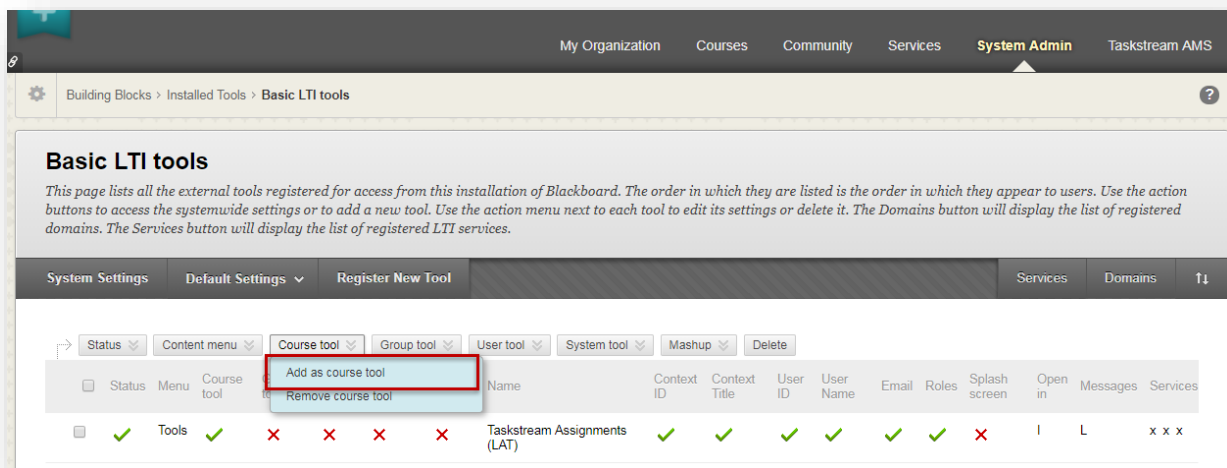 My Organization Courses Community Services System Admin Taskstream AMS
Building Blocks > Installed Tools > Basic LTI tools ?
Basic LTI tools
This page lists all the external tools registered for access from this installation of Blackboard. The order in which they are listed is the order in which they appear to users. Use the action
buttons to access the systemwide settings or to add a new tool. Use the action menu next to each tool to edit its settings or delete it. The Domains button will display the list of registered
domains. The Services button will display the list of registered LTI services.
System Settings Default Settings Register New Tool Services Domains
Status Content menu Course tool Group tool User tool System tool Mashup Delete
Add as course tool
Remove course tool
Status Menu Course tool Name Context ID Context Title User ID User Name Email Roles Splash screen Open in Messages Services
Tools Taskstream Assignments (LAT) I L x x x